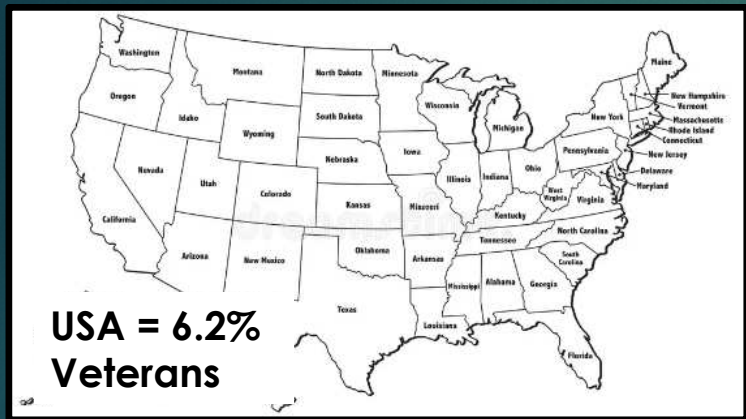 Washington
Montana
North Dakota
Minnesota
Maine
Oregon
Idaho
Wyoming
South Dakota
Wisconsin
Michigan
New York
New Hampshire
Vermont
Massachusetts
Rhode Island
Connecticut
Nevada
Utah
Colorado
Nebraska
Iowa
Illinois
Indiana
Ohio
Pennsylvania
New Jersey
Delaware
Maryland
West
Virginia
Virginia
California
Kansas
Missouri
Kentucky
North Carolina
Tennessee
South
Carolina
Arizona
New Mexico
Oklahoma
Arkansas
Mississippi
Alabama
Georgia
Texas
Louisiana
Florida
USA = 6.2%
Veterans